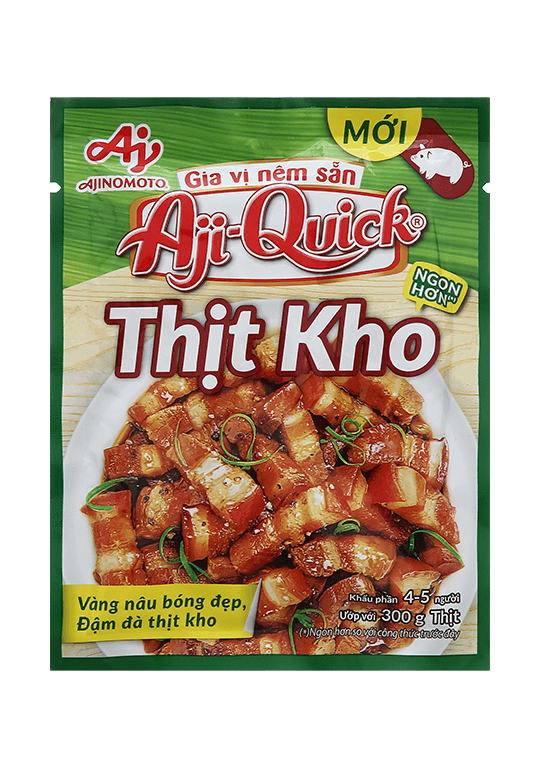 MỚI
AJINOMOTO.
Gia vị nêm sẵn
Aji-Quick®
NGON
HƠN(*)
Thịt Kho
Vàng nâu bóng đẹp,
Đậm đà thịt kho
Khẩu phần 4-5 người
Ướp với 300 g Thịt
(*)Ngon hơn so với công thức trước đây